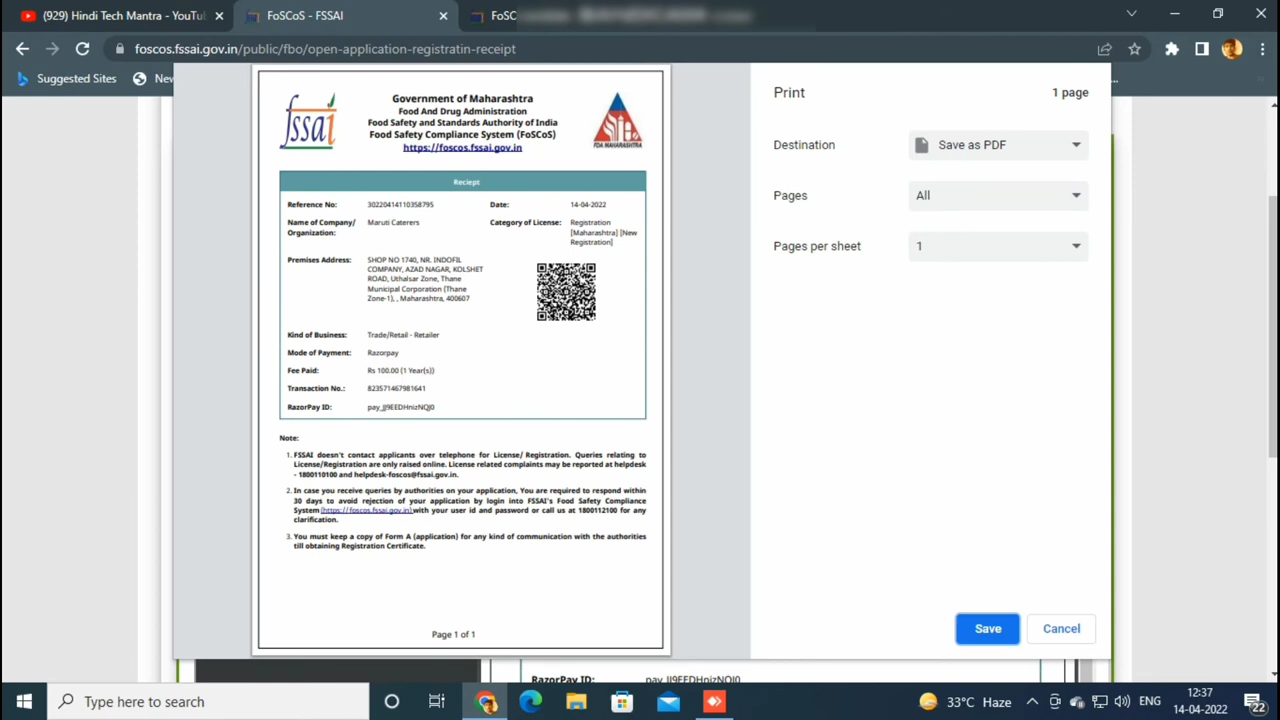 (929) Hindi Tech Mantra - YouTu
FoSCoS - FSSAI
FoSC
foscos.fssai.gov.in/public/fbo/open-application-registratin-receipt
Suggested Sites
New
fssai
Government of Maharashtra
Food And Drug Administration
Food Safety and Standards Authority of India
Food Safety Compliance System (FoSCoS)
https://foscos.fssai.gov.in
FDA MAHARASHTRA
Reciept
Reference No: 30220414110358795 Date: 14-04-2022
Name of Company/ Maruti Caterers Category of License: Registration
Organization: [Maharashtra] [New
Registration]
Premises Address: SHOP NO 1740, NR. INDOFIL
COMPANY, AZAD NAGAR, KOLSHET
ROAD, Uthalsar Zone, Thane
Municipal Corporation (Thane
Zone-1), , Maharashtra, 400607
Kind of Business: Trade/Retail - Retailer
Mode of Payment: Razorpay
Fee Paid: Rs 100.00 (1 Year(s))
Transaction No.: 823571467981641
RazorPay ID: pay_JJ9EEDHnizNQJ0
Note:
1. FSSAI doesn't contact applicants over telephone for License/ Registration. Queries relating to
License/Registration are only raised online. License related complaints may be reported at helpdesk
- 1800110100 and helpdesk-foscos@fssai.gov.in.
2. In case you receive queries by authorities on your application, You are required to respond within
30 days to avoid rejection of your application by login into FSSAI's Food Safety Compliance
System (https://foscos.fssai.gov.in) with your user id and password or call us at 1800112100 for any
clarification.
3. You must keep a copy of Form A (application) for any kind of communication with the authorities
till obtaining Registration Certificate.
Page 1 of 1
Print 1 page
Destination Save as PDF
Pages All
Pages per sheet 1
Save Cancel
RazorPay ID: pay_JJ9EEDHnizNQJ0
Type here to search
33°C Haze
ENG
12:37
14-04-2022
22